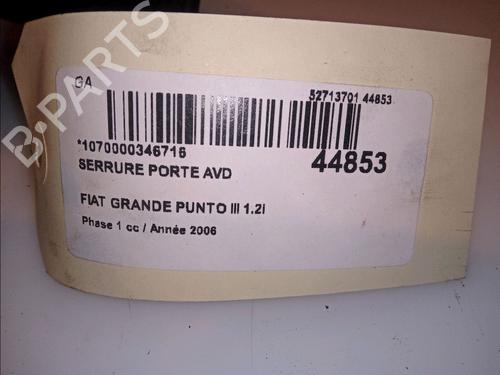 B-PARTS
GA
52713701 44853
*1070000346716
44853
SERRURE PORTE AVD
FIAT GRANDE PUNTO III 1.2i
Phase 1 cc / Année 2006